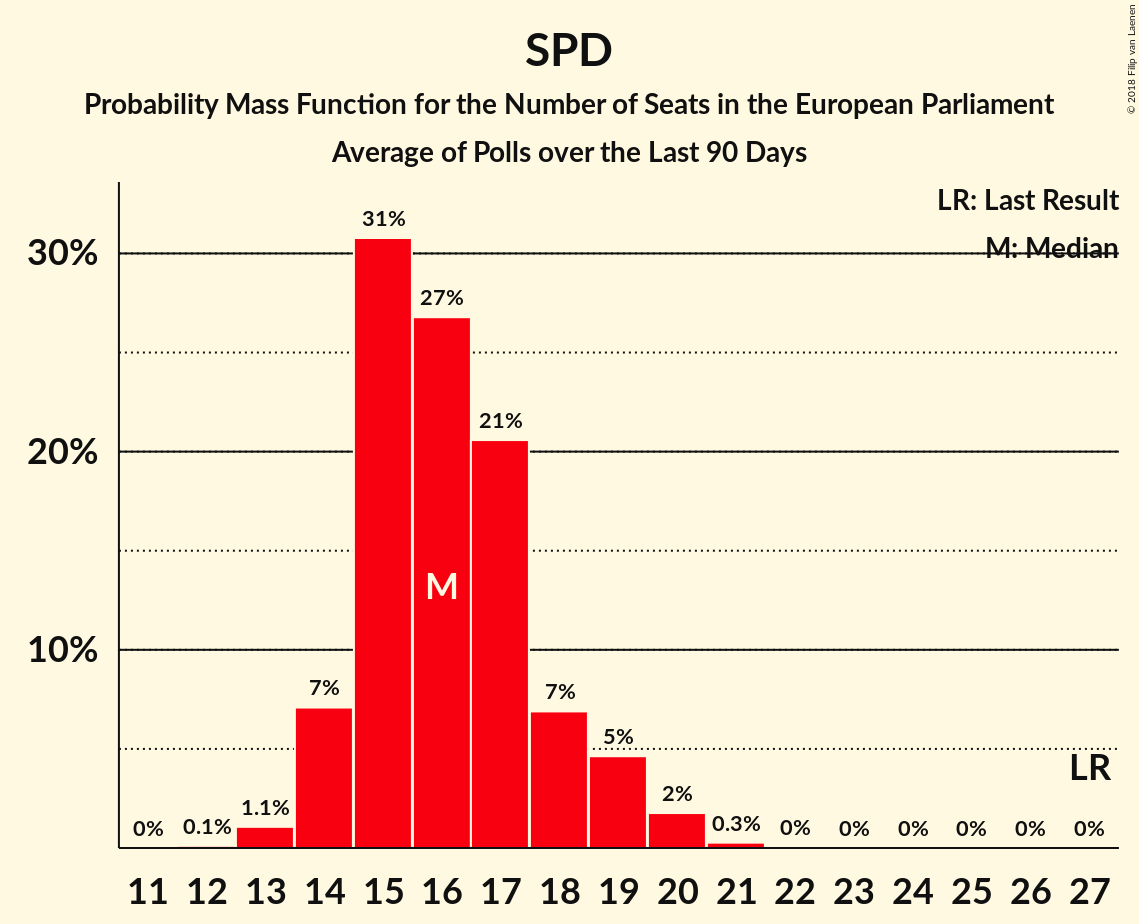 SPD
Probability Mass Function for the Number of Seats in the European Parliament
Average of Polls over the Last 90 Days
© 2018 Filip van Laenen
LR: Last Result
M: Median
30%
20%
10%
0%
0.1%
1.1%
7%
31%
27%
21%
7%
5%
2%
0.3%
0%
0%
0%
0%
0%
0%
M
LR
11 12 13 14 15 16 17 18 19 20 21 22 23 24 25 26 27